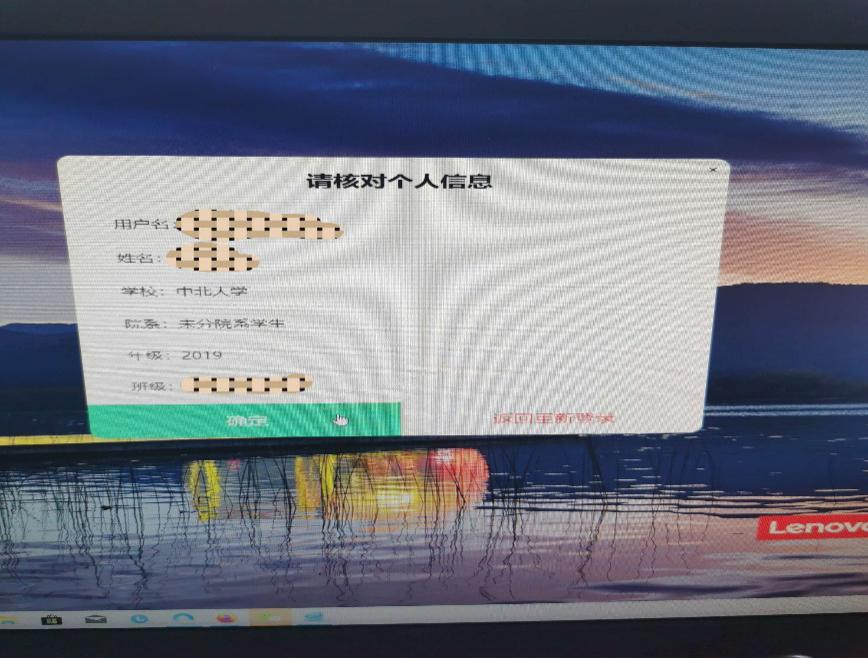 请核对个人信息
×
用户名:
姓名:
学校: 中北大学
院系: 未分院系学生
年级: 2019
班级:
确定
返回重新登录
Lenovo